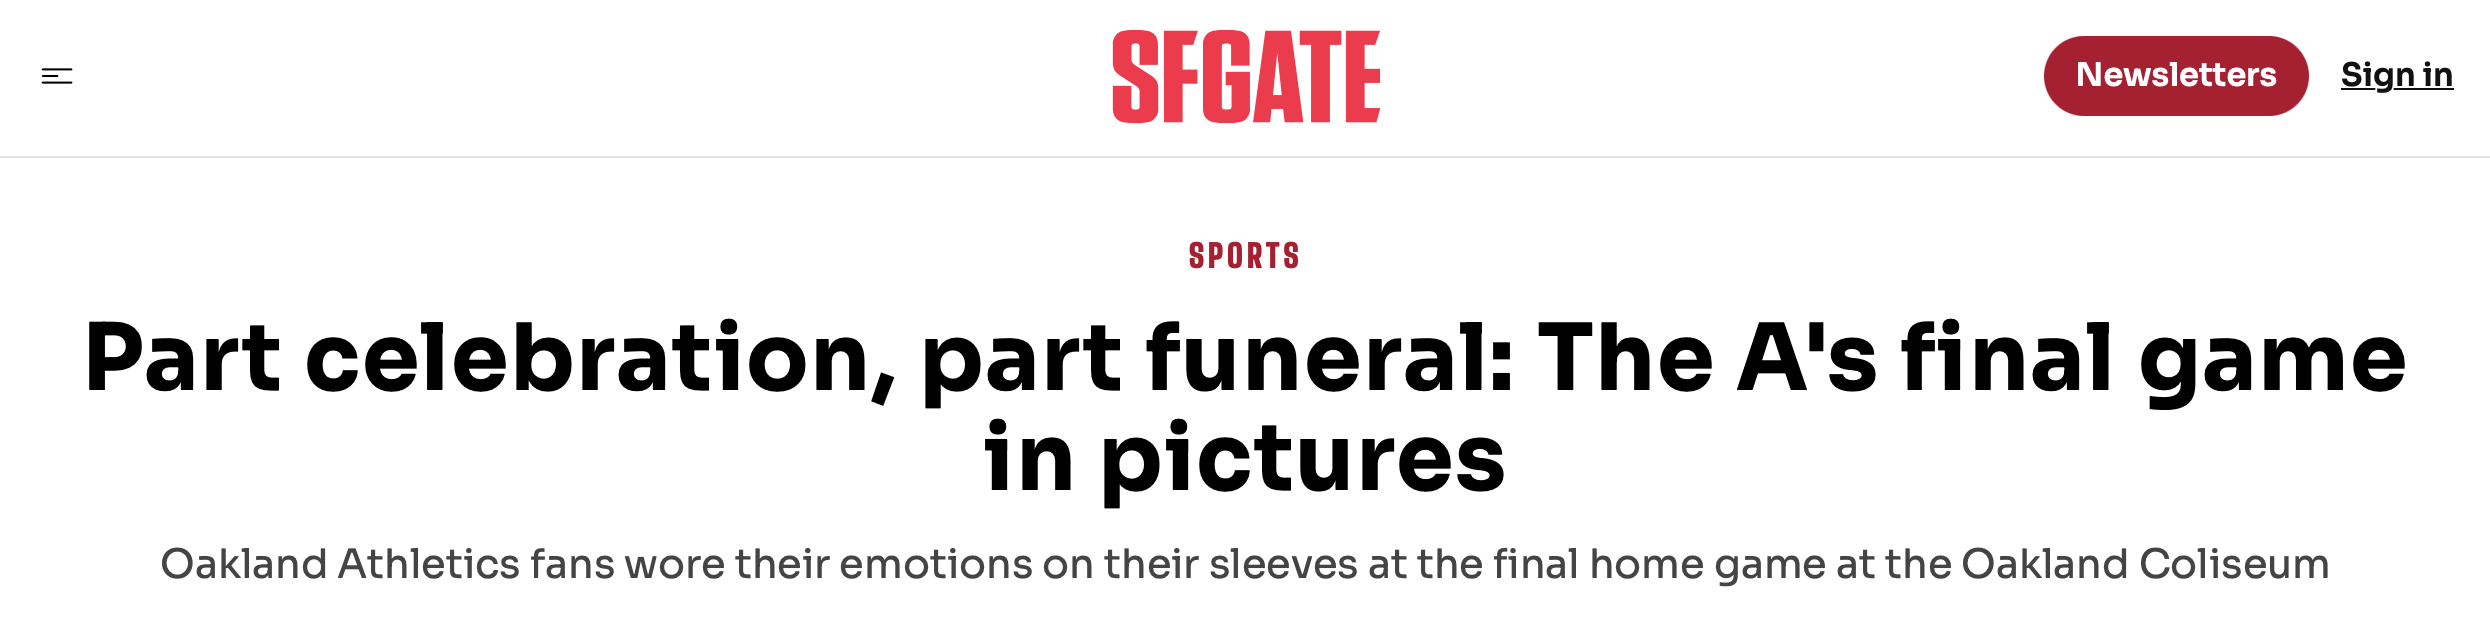 SFGATE
Newsletters
Sign in
SPORTS
Part celebration, part funeral: The A's final game
in pictures
Oakland Athletics fans wore their emotions on their sleeves at the final home game at the Oakland Coliseum